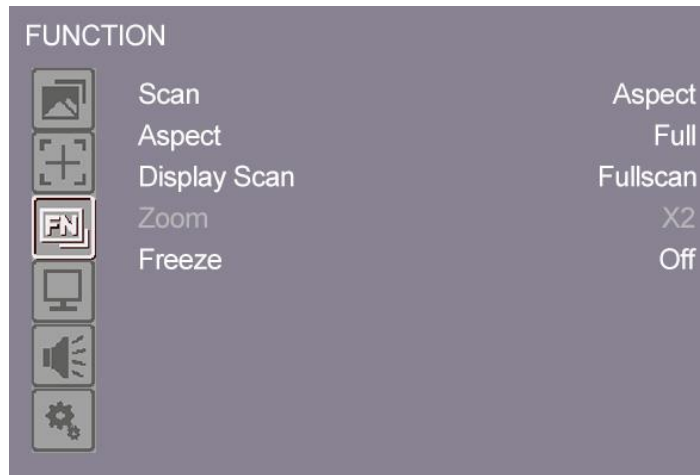 FUNCTION
Scan Aspect
Aspect Full
Display Scan Fullscan
FN
Zoom X2
Freeze Off